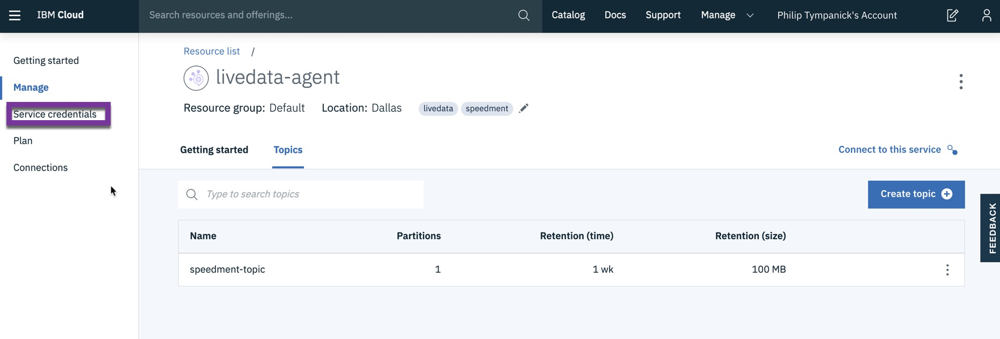 IBM Cloud
Search resources and offerings...
Catalog
Docs
Support
Manage
Philip Tympanick's Account
Getting started
Manage
Service credentials
Plan
Connections
Resource list /
livedata-agent
Resource group: Default
Location: Dallas
livedata
speedment
Getting started
Topics
Connect to this service
Type to search topics
Create topic
Name Partitions Retention (time) Retention (size)
speedment-topic 1 1 wk 100 MB
FEEDBACK